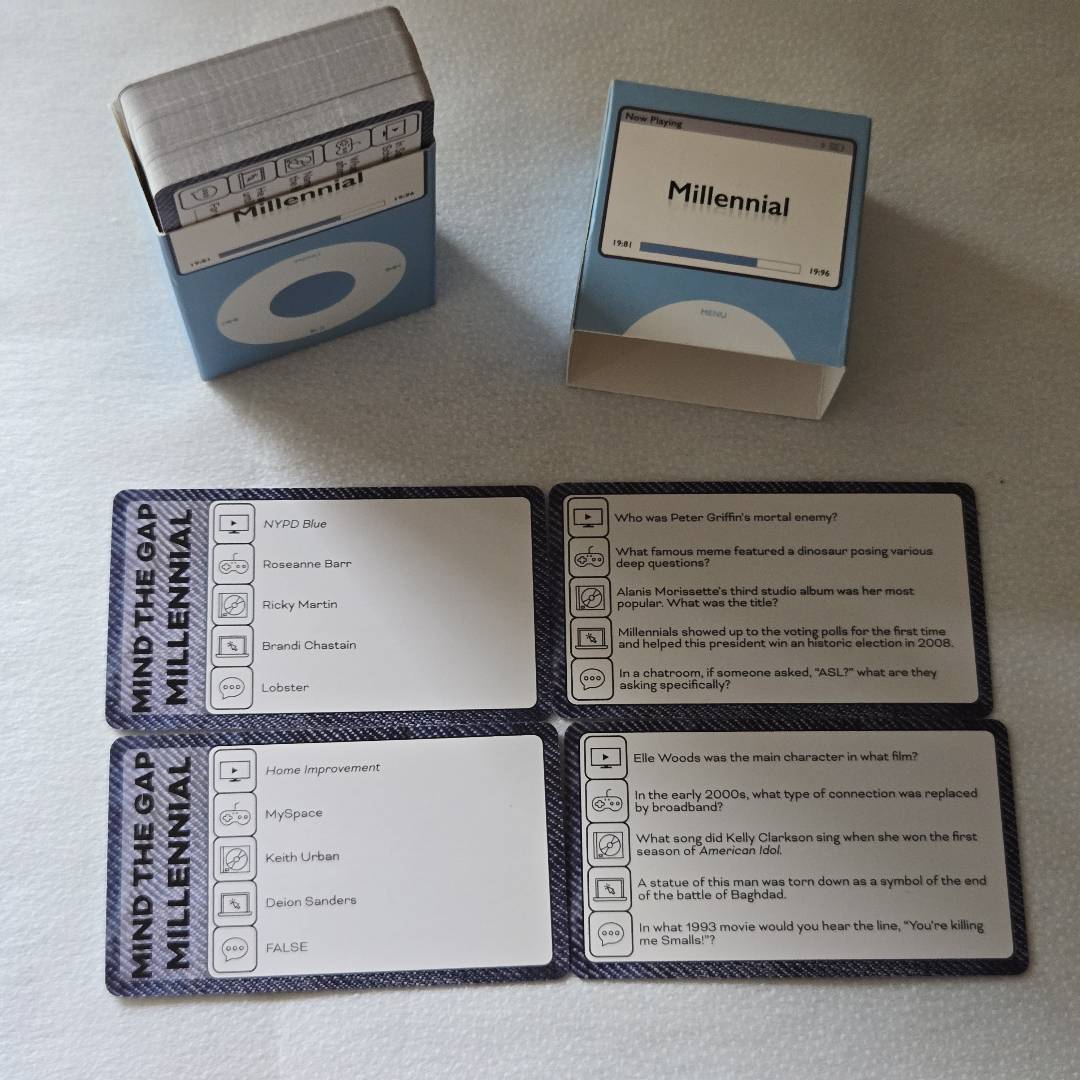 Millennial
19:81
19:96
MENU
Now Playing
Millennial
19:81
19:96
MENU
MIND THE GAP
MILLENNIAL
NYPD Blue
Roseanne Barr
Ricky Martin
Brandi Chastain
Lobster
Who was Peter Griffin's mortal enemy?
What famous meme featured a dinosaur posing various
deep questions?
Alanis Morissette's third studio album was her most
popular. What was the title?
Millennials showed up to the voting polls for the first time
and helped this president win an historic election in 2008.
In a chatroom, if someone asked, "ASL?" what are they
asking specifically?
MIND THE GAP
MILLENNIAL
Home Improvement
MySpace
Keith Urban
Deion Sanders
FALSE
Elle Woods was the main character in what film?
In the early 2000s, what type of connection was replaced
by broadband?
What song did Kelly Clarkson sing when she won the first
season of American Idol.
A statue of this man was torn down as a symbol of the end
of the battle of Baghdad.
In what 1993 movie would you hear the line, "You're killing
me Smalls!"?